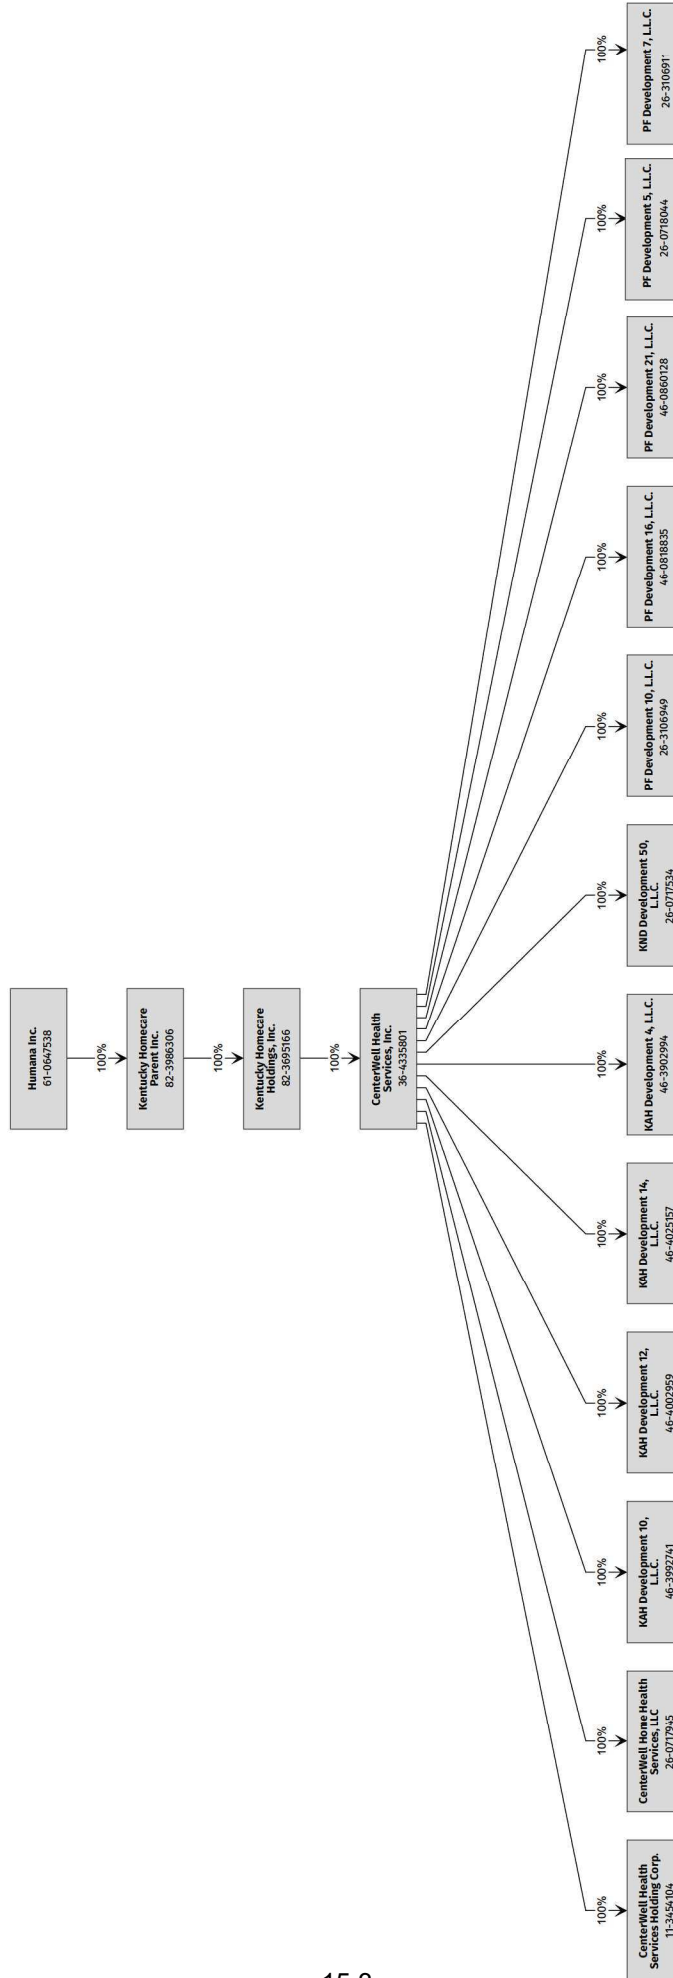 Humana Inc.
61-0647538
100%
Kentucky Homecare
Parent Inc.
82-3986306
100%
Kentucky Homecare
Holdings, Inc.
82-3695166
100%
CenterWell Health
Services, Inc.
36-4335801
100%
100%
100%
100%
100%
100%
100%
100%
100%
100%
100%
100%
CenterWell Health
Services Holding Corp.
11-3454104
CenterWell Home Health
Services, LLC
26-0717945
KAH Development 10,
L.L.C.
46-3992741
KAH Development 12,
L.L.C.
46-4002959
KAH Development 14,
L.L.C.
46-4025157
KAH Development 4, L.L.C.
46-3902994
KND Development 50,
L.L.C.
26-0717534
PF Development 10, L.L.C.
26-3106949
PF Development 16, L.L.C.
46-0818835
PF Development 21, L.L.C.
46-0860128
PF Development 5, L.L.C.
26-0718044
PF Development 7, L.L.C.
26-3106911